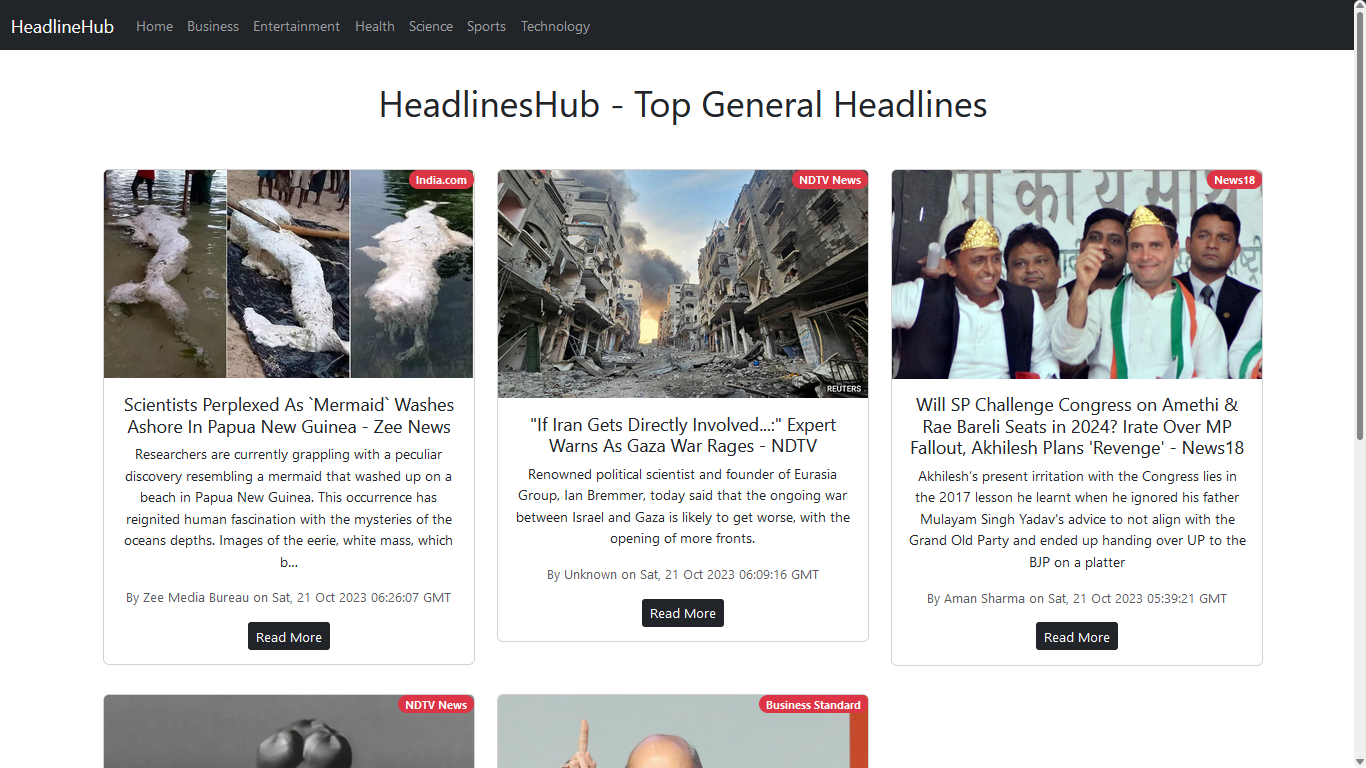 HeadlineHub Home Business Entertainment Health Science Sports Technology
HeadlinesHub - Top General Headlines
India.com
Scientists Perplexed As `Mermaid` Washes
Ashore In Papua New Guinea - Zee News
Researchers are currently grappling with a peculiar
discovery resembling a mermaid that washed up on a
beach in Papua New Guinea. This occurrence has
reignited human fascination with the mysteries of the
oceans depths. Images of the eerie, white mass, which
b...
By Zee Media Bureau on Sat, 21 Oct 2023 06:26:07 GMT
Read More
NDTV News
REUTERS
"If Iran Gets Directly Involved...:" Expert
Warns As Gaza War Rages - NDTV
Renowned political scientist and founder of Eurasia
Group, Ian Bremmer, today said that the ongoing war
between Israel and Gaza is likely to get worse, with the
opening of more fronts.
By Unknown on Sat, 21 Oct 2023 06:09:16 GMT
Read More
News18
का
Will SP Challenge Congress on Amethi &
Rae Bareli Seats in 2024? Irate Over MP
Fallout, Akhilesh Plans 'Revenge' - News18
Akhilesh's present irritation with the Congress lies in
the 2017 lesson he learnt when he ignored his father
Mulayam Singh Yadav's advice to not align with the
Grand Old Party and ended up handing over UP to the
BJP on a platter
By Aman Sharma on Sat, 21 Oct 2023 05:39:21 GMT
Read More
NDTV News
Business Standard